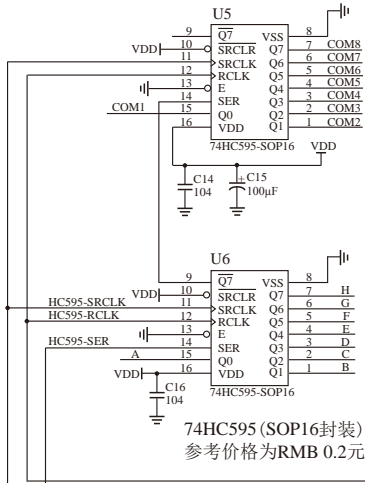 U5
9 Q7 VSS 8
VDD 10 SRCLR Q7 7 COM8
11 SRCLK Q6 6 COM7
12 RCLK Q5 5 COM6
13 E Q4 4 COM5
14 SER Q3 3 COM4
COM1 15 Q0 Q2 2 COM3
16 VDD Q1 1 COM2
74HC595-SOP16
VDD
C14
104
+ C15
100μF
U6
9 Q7 VSS 8
VDD 10 SRCLR Q7 7 H
HC595-SRCLK 11 SRCLK Q6 6 G
HC595-RCLK 12 RCLK Q5 5 F
13 E Q4 4 E
HC595-SER 14 SER Q3 3 D
A 15 Q0 Q2 2 C
VDD 16 VDD Q1 1 B
74HC595-SOP16
C16
104
74HC595(SOP16封装)
参考价格为RMB 0.2元